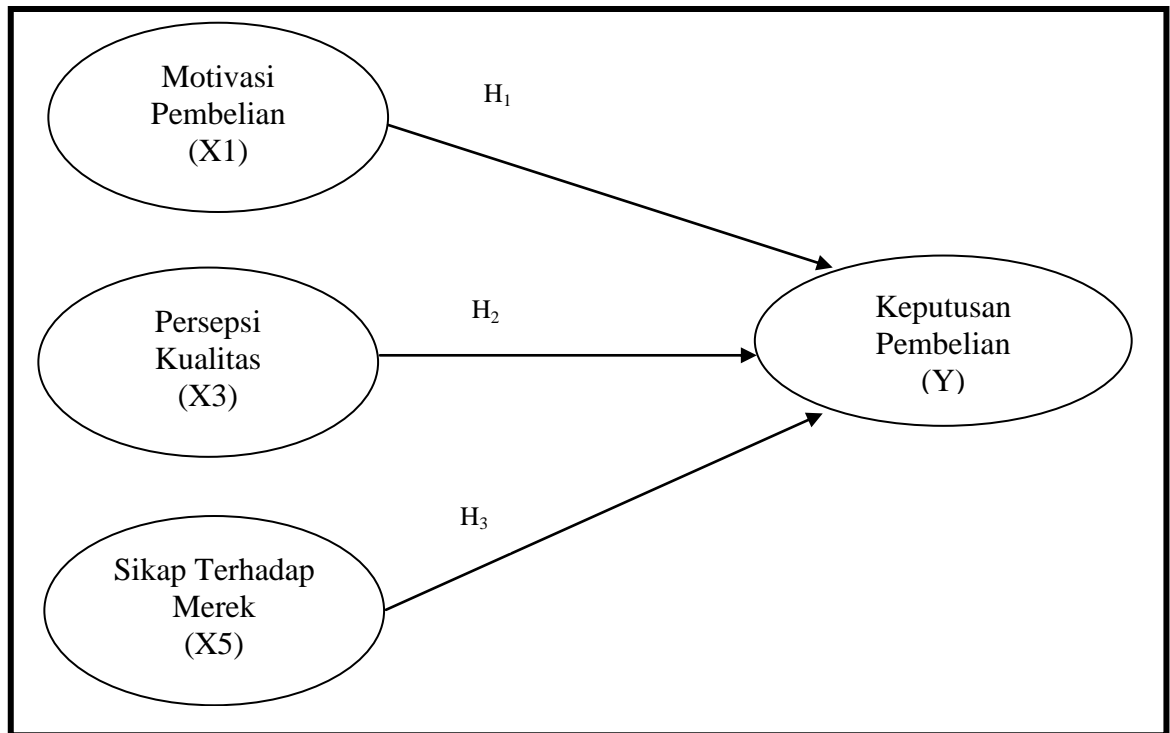 Motivasi
Pembelian
(X1)
H₁
Persepsi
Kualitas
(X3)
H₂
Keputusan
Pembelian
(Y)
Sikap Terhadap
Merek
(X5)
H₃